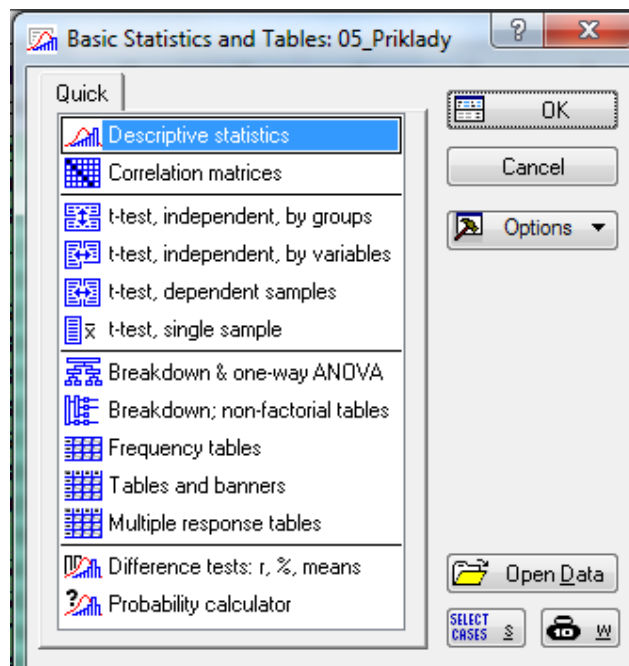 Basic Statistics and Tables: 05_Priklady
Quick
Descriptive statistics
Correlation matrices
t-test, independent, by groups
t-test, independent, by variables
t-test, dependent samples
x t-test, single sample
Breakdown & one-way ANOVA
Breakdown; non-factorial tables
Frequency tables
Tables and banners
Multiple response tables
Difference tests: r, %, means
? Probability calculator
? X
OK
Cancel
Options
Open Data
SELECT
CASES S
W